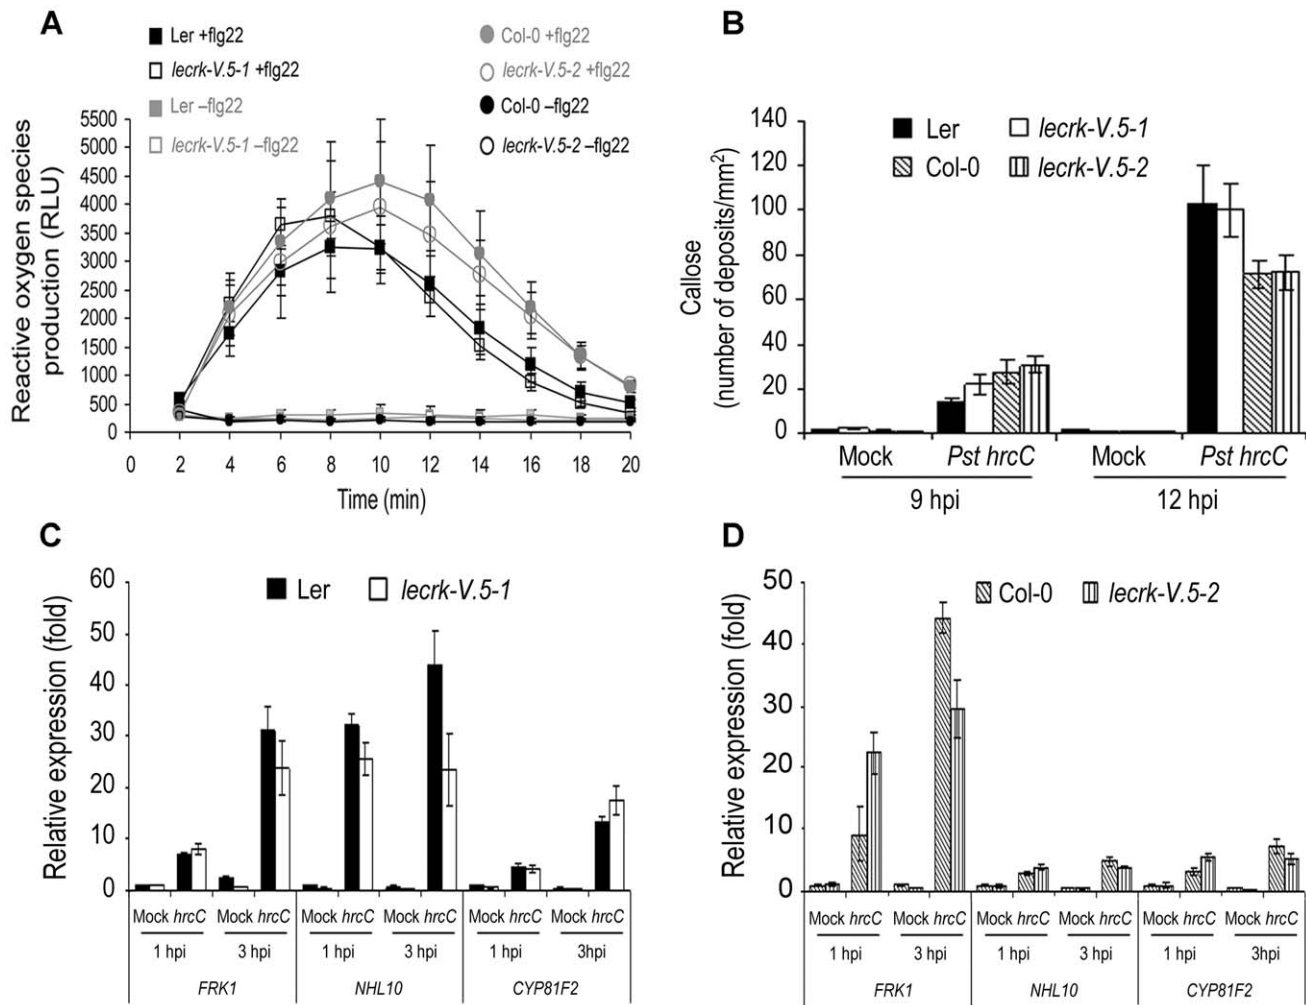 A
Ler +flg22
lecrk-V.5-1 +flg22
Ler –flg22
lecrk-V.5-1 –flg22
Col-0 +flg22
lecrk-V.5-2 +flg22
Col-0 –flg22
lecrk-V.5-2 –flg22
Reactive oxygen species
production (RLU)
5500
5000
4500
4000
3500
3000
2500
2000
1500
1000
500
0
0 2 4 6 8 10 12 14 16 18 20
Time (min)
B
Ler
lecrk-V.5-1
Col-0
lecrk-V.5-2
Callose
(number of deposits/mm²)
140
120
100
80
60
40
20
0
Mock Pst hrcC Mock Pst hrcC
9 hpi 12 hpi
C
Ler lecrk-V.5-1
Relative expression (fold)
60
50
40
30
20
10
0
Mock hrcC Mock hrcC Mock hrcC Mock hrcC Mock hrcC Mock hrcC
1 hpi 3 hpi 1 hpi 3 hpi 1 hpi 3hpi
FRK1 NHL10 CYP81F2
D
Col-0 lecrk-V.5-2
Relative expression (fold)
50
40
30
20
10
0
Mock hrcC Mock hrcC Mock hrcC Mock hrcC Mock hrcC Mock hrcC
1 hpi 3 hpi 1 hpi 3 hpi 1 hpi 3 hpi
FRK1 NHL10 CYP81F2